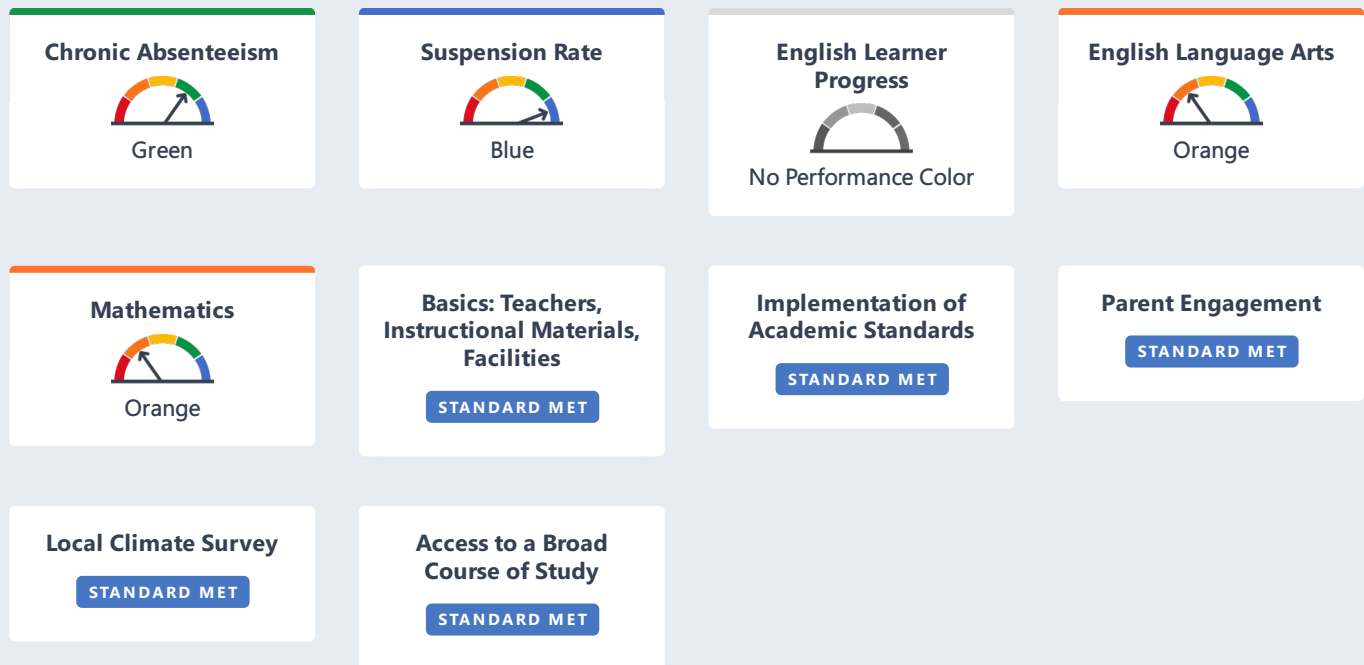 Chronic Absenteeism
Green
Suspension Rate
Blue
English Learner
Progress
No Performance Color
English Language Arts
Orange
Mathematics
Orange
Basics: Teachers,
Instructional Materials,
Facilities
STANDARD MET
Implementation of
Academic Standards
STANDARD MET
Parent Engagement
STANDARD MET
Local Climate Survey
STANDARD MET
Access to a Broad
Course of Study
STANDARD MET